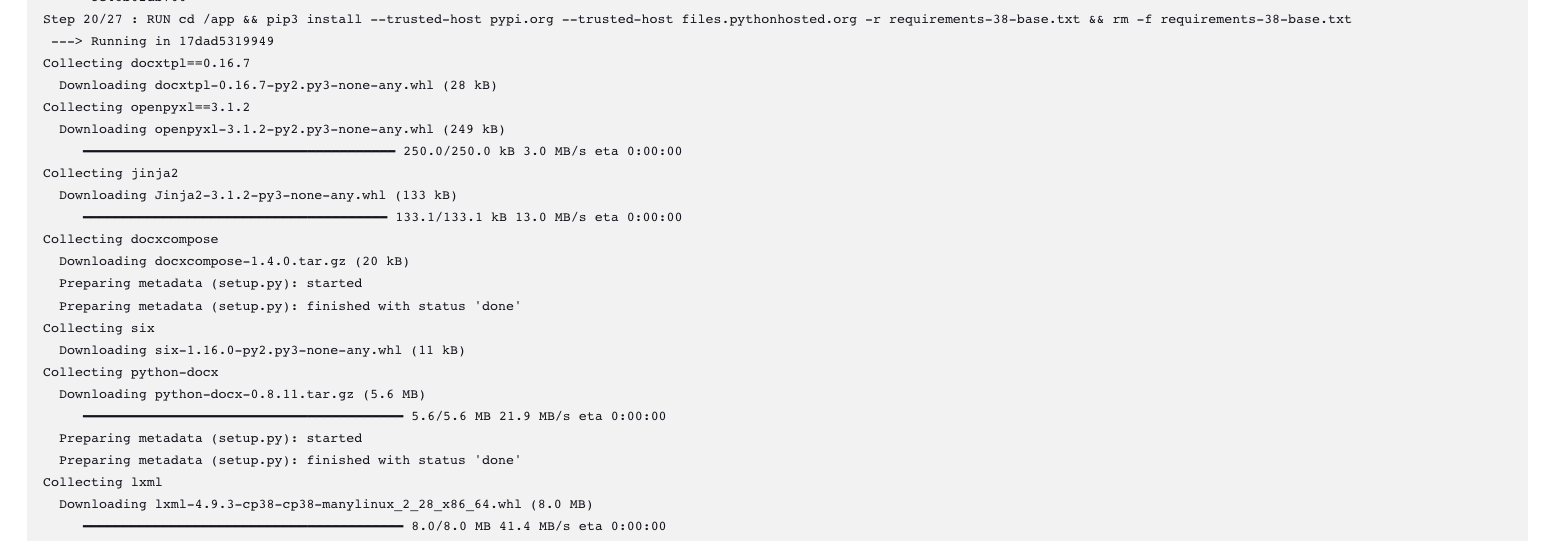 Step 20/27 : RUN cd /app && pip3 install --trusted-host pypi.org --trusted-host files.pythonhosted.org -r requirements-38-base.txt && rm -f requirements-38-base.txt
---> Running in 17dad5319949
Collecting docxtpl==0.16.7
Downloading docxtpl-0.16.7-py2.py3-none-any.whl (28 kB)
Collecting openpyxl==3.1.2
Downloading openpyxl-3.1.2-py2.py3-none-any.whl (249 kB)
━━━━━━━━━━━━━━━━━━━━━━━━━━━━━━━━━━━━━━━ 250.0/250.0 kB 3.0 MB/s eta 0:00:00
Collecting jinja2
Downloading Jinja2-3.1.2-py3-none-any.whl (133 kB)
━━━━━━━━━━━━━━━━━━━━━━━━━━━━━━━━━━━━━━ 133.1/133.1 kB 13.0 MB/s eta 0:00:00
Collecting docxcompose
Downloading docxcompose-1.4.0.tar.gz (20 kB)
Preparing metadata (setup.py): started
Preparing metadata (setup.py): finished with status 'done'
Collecting six
Downloading six-1.16.0-py2.py3-none-any.whl (11 kB)
Collecting python-docx
Downloading python-docx-0.8.11.tar.gz (5.6 MB)
━━━━━━━━━━━━━━━━━━━━━━━━━━━━━━━━━━━━━━━━ 5.6/5.6 MB 21.9 MB/s eta 0:00:00
Preparing metadata (setup.py): started
Preparing metadata (setup.py): finished with status 'done'
Collecting lxml
Downloading lxml-4.9.3-cp38-cp38-manylinux_2_28_x86_64.whl (8.0 MB)
━━━━━━━━━━━━━━━━━━━━━━━━━━━━━━━━━━━━━━━━ 8.0/8.0 MB 41.4 MB/s eta 0:00:00